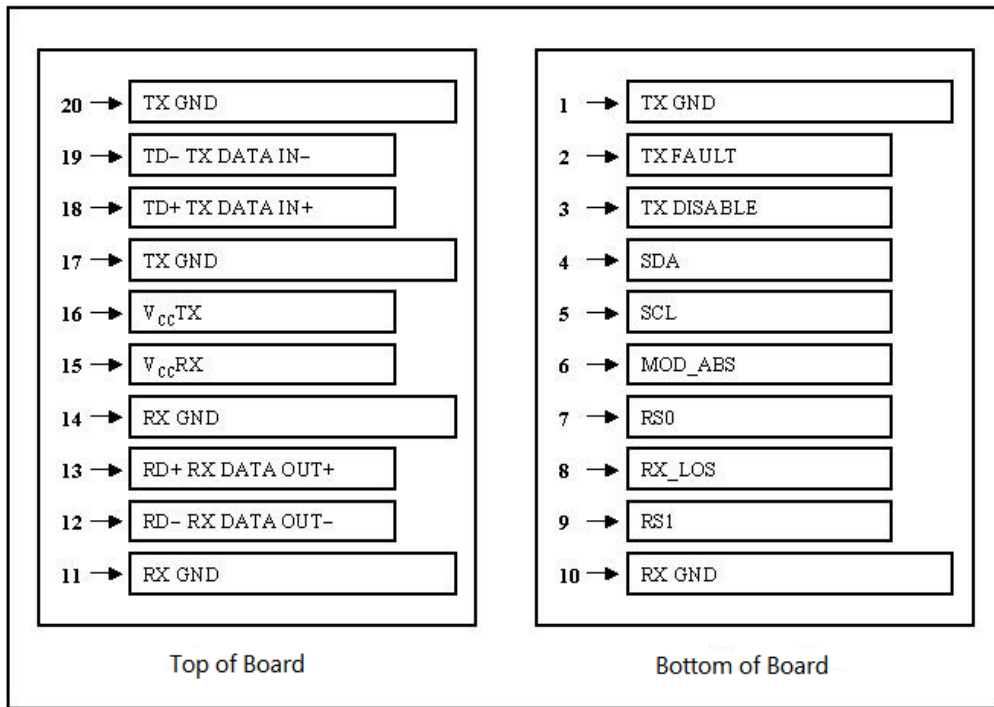 20 TX GND
19 TD− TX DATA IN−
18 TD+ TX DATA IN+
17 TX GND
16 VCCTX
15 VCCRX
14 RX GND
13 RD+ RX DATA OUT+
12 RD− RX DATA OUT−
11 RX GND
Top of Board
1 TX GND
2 TX FAULT
3 TX DISABLE
4 SDA
5 SCL
6 MOD_ABS
7 RS0
8 RX_LOS
9 RS1
10 RX GND
Bottom of Board